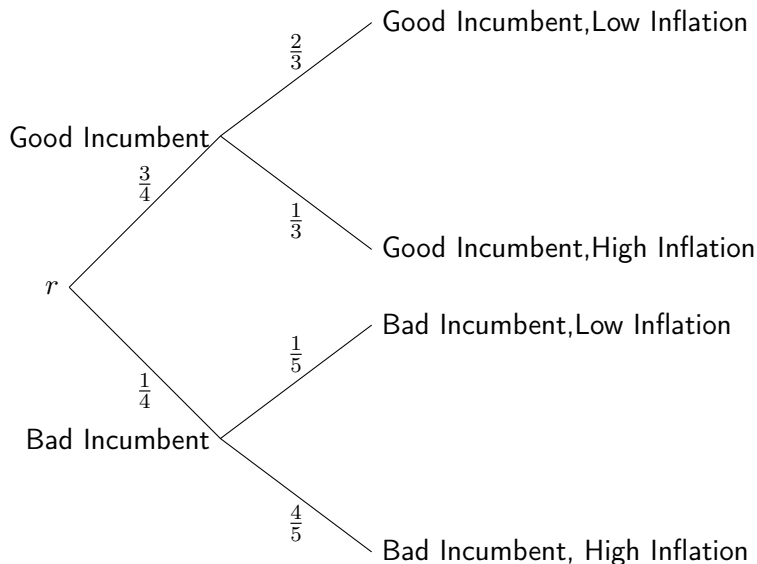 Good Incumbent,Low Inflation
2/3
Good Incumbent
3/4
1/3
Good Incumbent,High Inflation
r
Bad Incumbent,Low Inflation
1/5
1/4
Bad Incumbent
4/5
Bad Incumbent, High Inflation